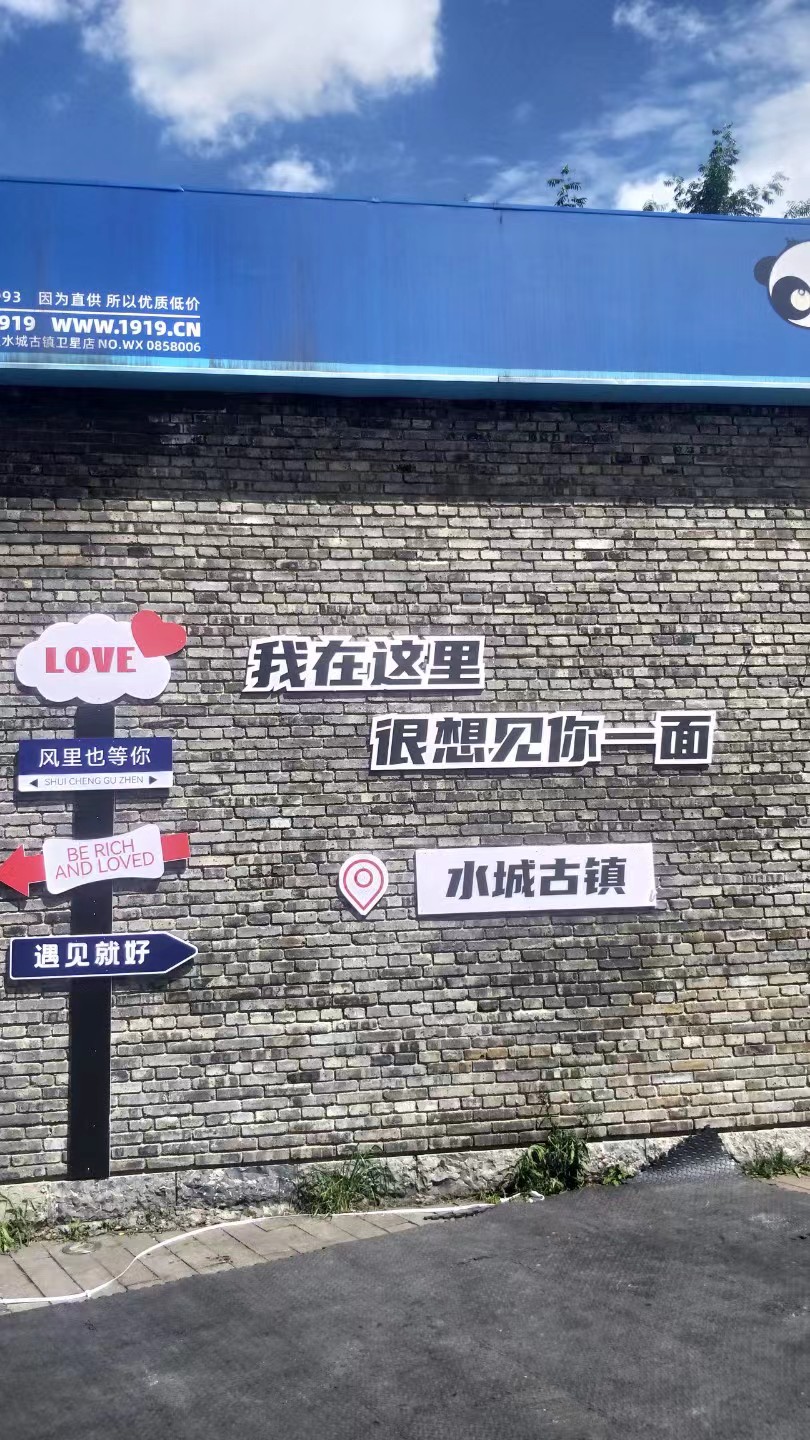 993 因为直供 所以优质低价
1919 WWW.1919.CN
水城古镇卫星店 NO.WX 0858006
LOVE
我在这里
很想见你一面
风里也等你
SHUI CHENG GU ZHEN
BE RICH
AND LOVED
水城古镇
遇见就好